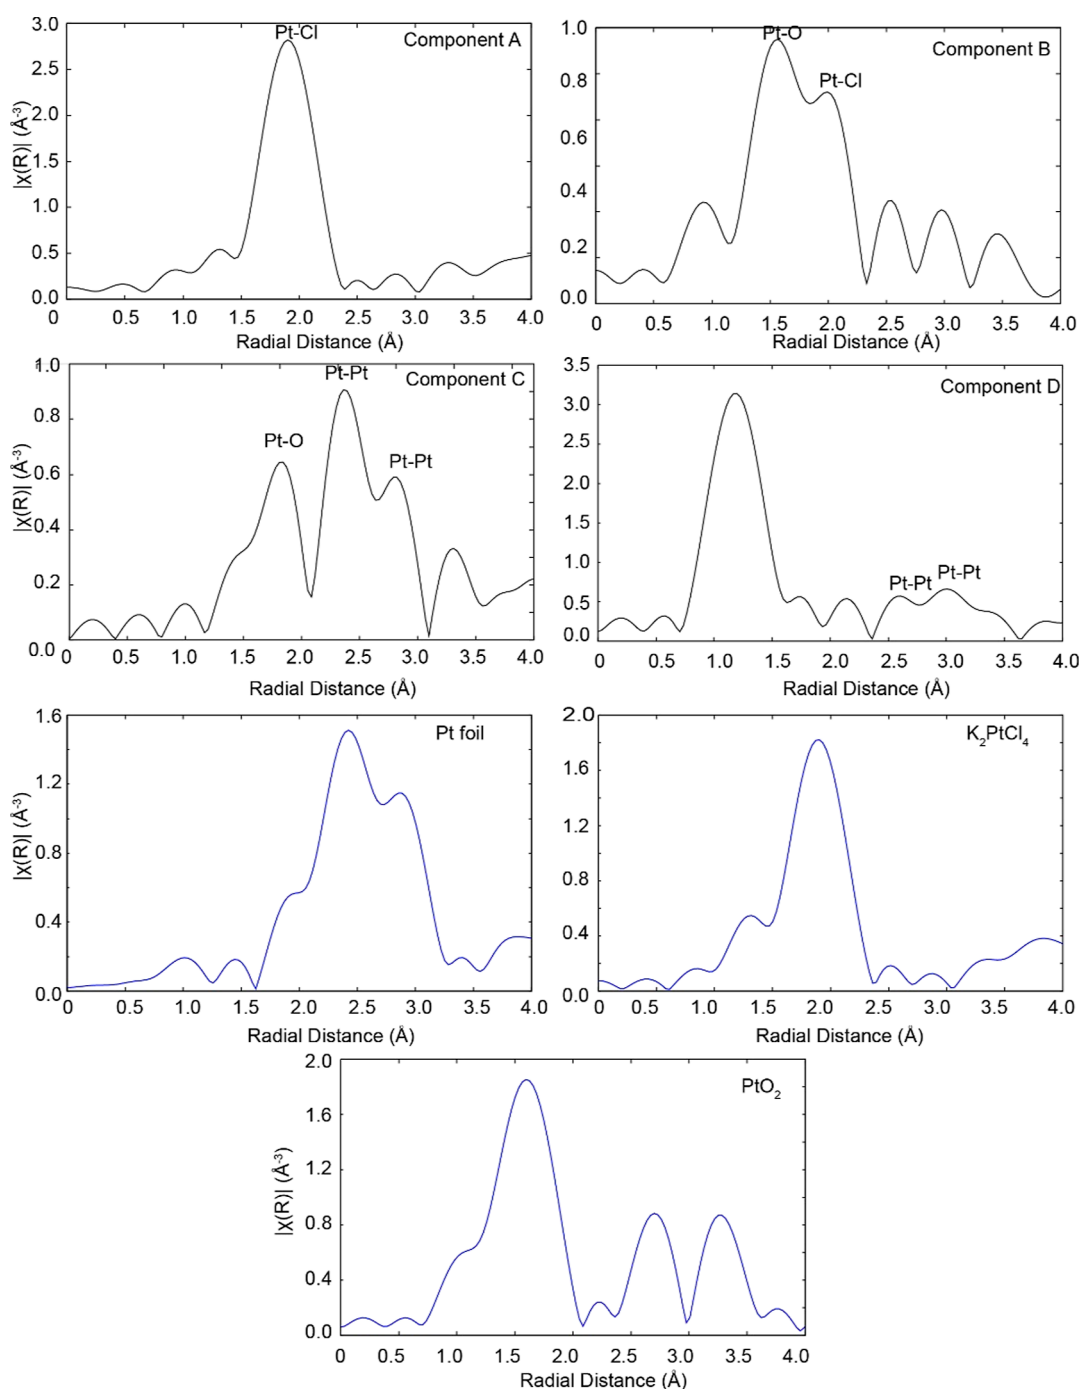 3.0
Pt-Cl
Component A
2.5
2.0
1.5
1.0
0.5
0.0
|χ(R)| (Å⁻³)
0 0.5 1.0 1.5 2.0 2.5 3.0 3.5 4.0
Radial Distance (Å)
1.0
Pt-O
Component B
Pt-Cl
0.8
0.6
0.4
0.2
0.0
0 0.5 1.0 1.5 2.0 2.5 3.0 3.5 4.0
Radial Distance (Å)
1.0
Pt-Pt
Component C
0.8
Pt-O
Pt-Pt
0.6
0.4
0.2
0.0
|χ(R)| (Å⁻³)
0 0.5 1.0 1.5 2.0 2.5 3.0 3.5 4.0
Radial Distance (Å)
3.5
Component D
3.0
2.5
2.0
1.5
1.0
Pt-Pt Pt-Pt
0.5
0.0
0 0.5 1.0 1.5 2.0 2.5 3.0 3.5 4.0
Radial Distance (Å)
1.6
Pt foil
1.2
0.8
0.4
0.0
|χ(R)| (Å⁻³)
0 0.5 1.0 1.5 2.0 2.5 3.0 3.5 4.0
Radial Distance (Å)
2.0
K₂PtCl₄
1.6
1.2
0.8
0.4
0.0
0 0.5 1.0 1.5 2.0 2.5 3.0 3.5 4.0
Radial Distance (Å)
2.0
PtO₂
1.6
1.2
0.8
0.4
0.0
|χ(R)| (Å⁻³)
0 0.5 1.0 1.5 2.0 2.5 3.0 3.5 4.0
Radial Distance (Å)